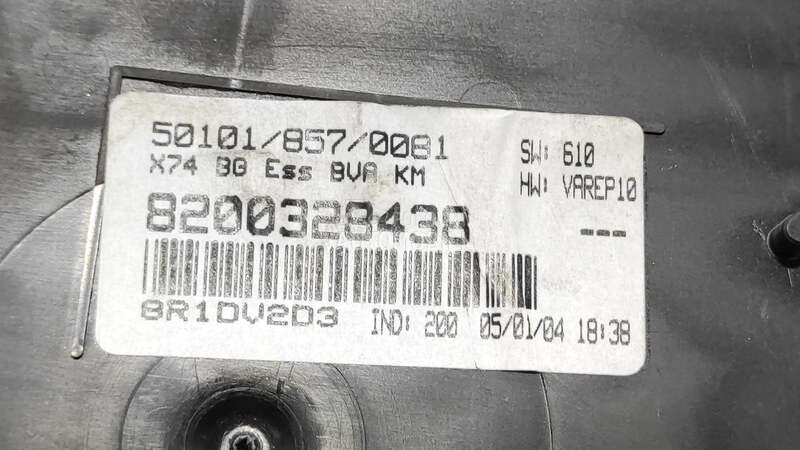 50101/857/0081
SW: 610
X74 BG Ess BVA KM
HW: VAREP10
8200328438
---
8R1DV2D3
IND: 200
05/01/04 18:38